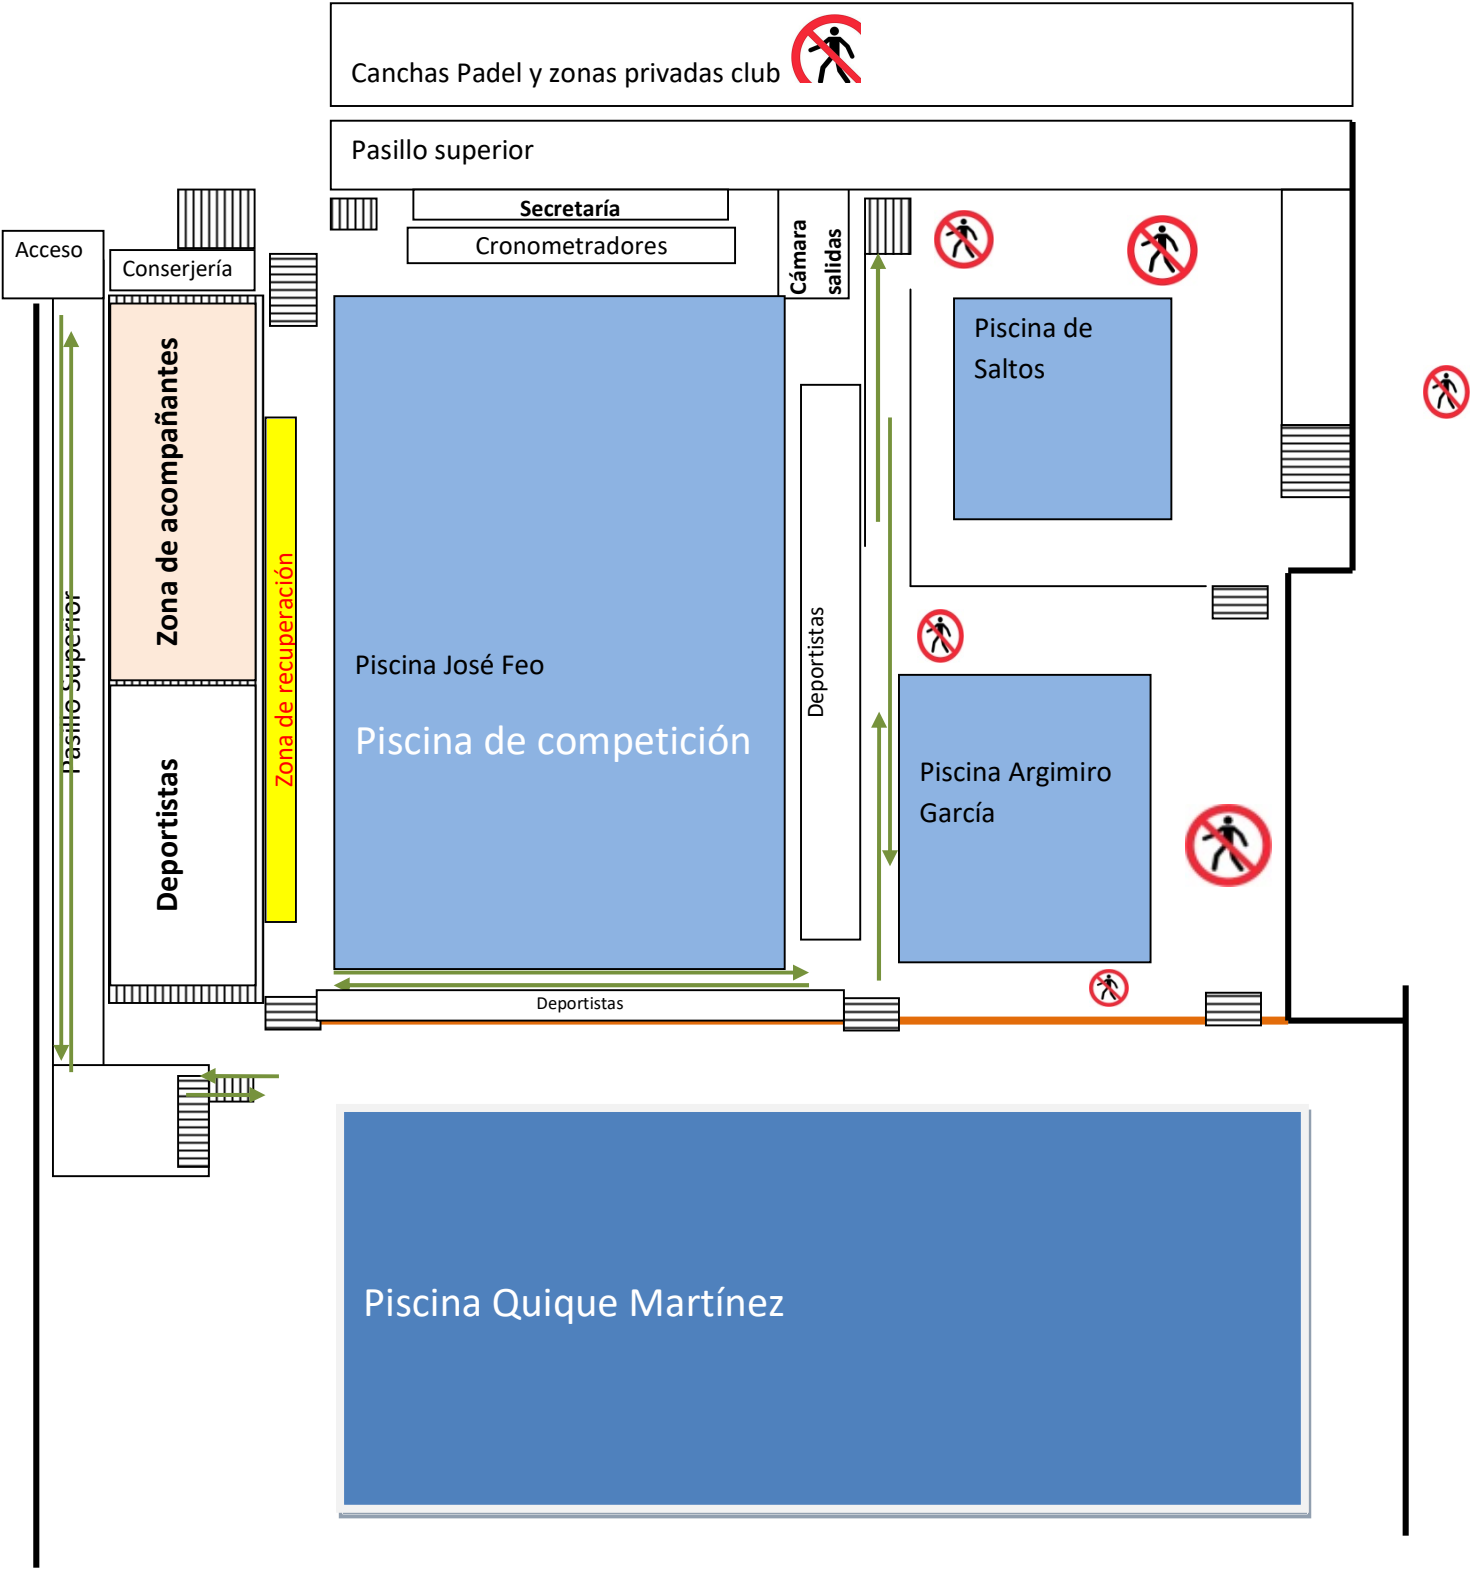 Canchas Padel y zonas privadas club
Pasillo superior
Secretaría
Cronometradores
Cámara
salidas
Acceso
Conserjería
Zona de acompañantes
Piscina de
Saltos
Pasillo Superior
Zona de recuperación
Deportistas
Piscina José Feo
Piscina de competición
Deportistas
Piscina Argimiro
García
Deportistas
Piscina Quique Martínez